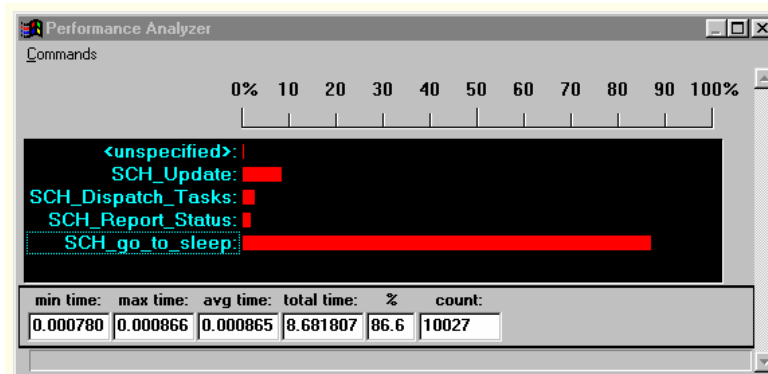 Performance Analyzer
Commands
0% 10 20 30 40 50 60 70 80 90 100%
<unspecified>:
SCH_Update:
SCH_Dispatch_Tasks:
SCH_Report_Status:
SCH_go_to_sleep:
min time: max time: avg time: total time: % count:
0.000780 0.000866 0.000865 8.681807 86.6 10027